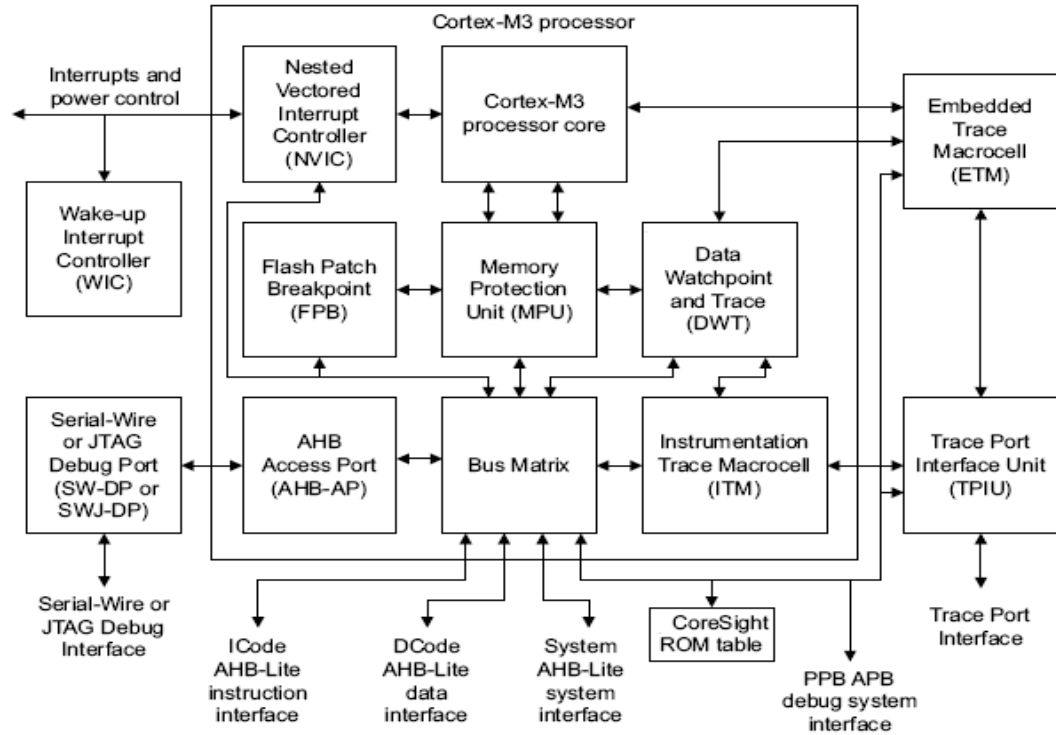 Cortex-M3 processor
Interrupts and
power control
Nested
Vectored
Interrupt
Controller
(NVIC)
Cortex-M3
processor core
Embedded
Trace
Macrocell
(ETM)
Wake-up
Interrupt
Controller
(WIC)
Flash Patch
Breakpoint
(FPB)
Memory
Protection
Unit (MPU)
Data
Watchpoint
and Trace
(DWT)
Serial-Wire
or JTAG
Debug Port
(SW-DP or
SWJ-DP)
AHB
Access Port
(AHB-AP)
Bus Matrix
Instrumentation
Trace Macrocell
(ITM)
Trace Port
Interface Unit
(TPIU)
Serial-Wire or
JTAG Debug
Interface
ICode
AHB-Lite
instruction
interface
DCode
AHB-Lite
data
interface
System
AHB-Lite
system
interface
CoreSight
ROM table
PPB APB
debug system
interface
Trace Port
Interface